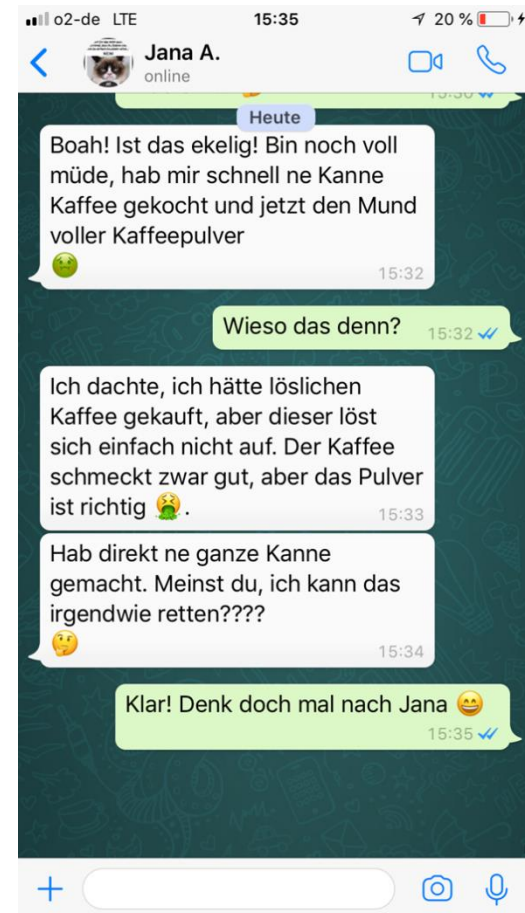 o2-de LTE 15:35 20 %
Jana A.
online
Heute
Boah! Ist das ekelig! Bin noch voll
müde, hab mir schnell ne Kanne
Kaffee gekocht und jetzt den Mund
voller Kaffeepulver
🤢
15:32
Wieso das denn? 15:32
Ich dachte, ich hätte löslichen
Kaffee gekauft, aber dieser löst
sich einfach nicht auf. Der Kaffee
schmeckt zwar gut, aber das Pulver
ist richtig 🤮.
15:33
Hab direkt ne ganze Kanne
gemacht. Meinst du, ich kann das
irgendwie retten????
🤔
15:34
Klar! Denk doch mal nach Jana 😄
15:35